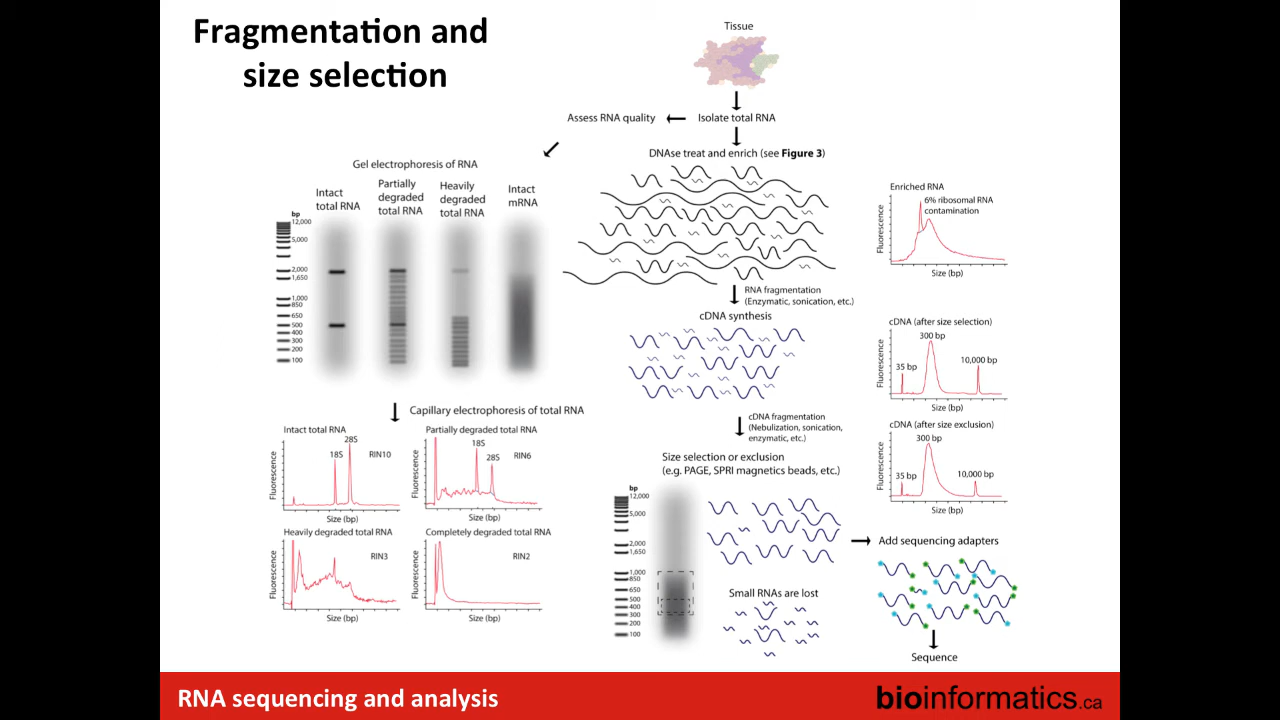 Fragmentation and
size selection
Tissue
Assess RNA quality
Isolate total RNA
DNAse treat and enrich (see Figure 3)
Gel electrophoresis of RNA
Intact
total RNA
Partially
degraded
total RNA
Heavily
degraded
total RNA
Intact
mRNA
bp
12,000
5,000
2,000
1,650
1,000
850
650
500
400
300
200
100
Enriched RNA
6% ribosomal RNA
contamination
Fluorescence
Size (bp)
RNA fragmentation
(Enzymatic, sonication, etc.)
cDNA synthesis
cDNA (after size selection)
300 bp
35 bp
10,000 bp
Fluorescence
Size (bp)
Capillary electrophoresis of total RNA
Intact total RNA
28S
18S
RIN10
Fluorescence
Size (bp)
Partially degraded total RNA
18S
28S
RIN6
Fluorescence
Size (bp)
Heavily degraded total RNA
RIN3
Fluorescence
Size (bp)
Completely degraded total RNA
RIN2
Fluorescence
Size (bp)
cDNA fragmentation
(Nebulization, sonication,
enzymatic, etc.)
cDNA (after size exclusion)
300 bp
35 bp
10,000 bp
Fluorescence
Size (bp)
Size selection or exclusion
(e.g. PAGE, SPRI magnetics beads, etc.)
bp
12,000
5,000
2,000
1,650
1,000
850
650
500
400
300
200
100
Small RNAs are lost
Add sequencing adapters
Sequence
RNA sequencing and analysis
bioinformatics.ca